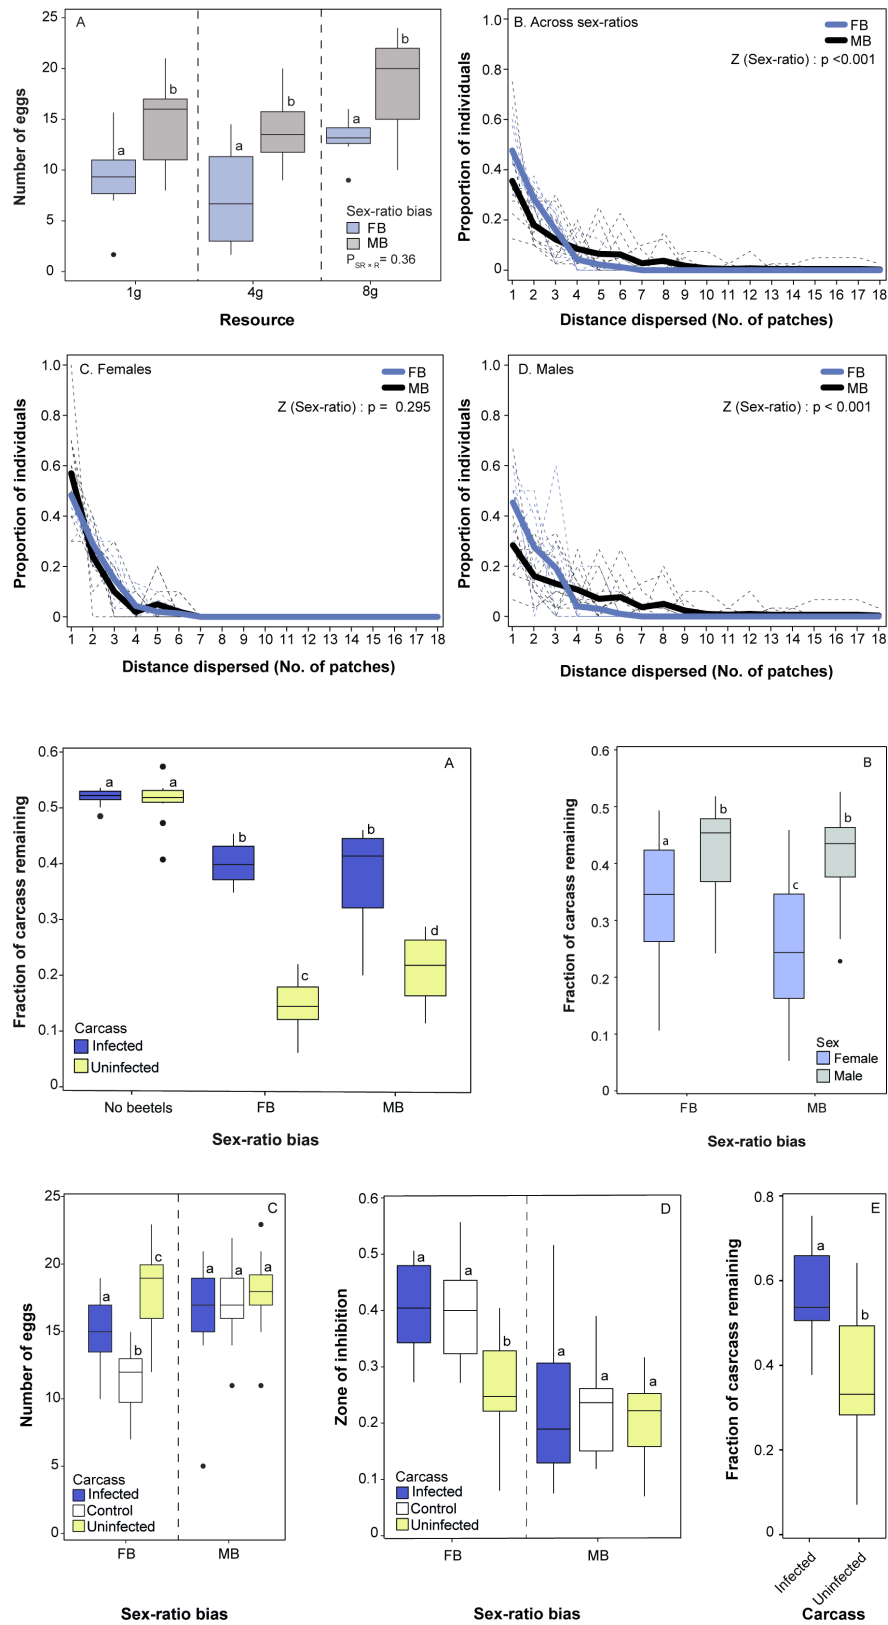 A
25
20
15
10
5
0
Number of eggs
a
b
a
b
a
b
Sex-ratio bias
FB
MB
P SR × R = 0.36
1g 4g 8g
Resource
B. Across sex-ratios
FB
MB
Z (Sex-ratio) : p <0.001
1.0
0.8
0.6
0.4
0.2
0
Proportion of individuals
1 2 3 4 5 6 7 8 9 10 11 12 13 14 15 16 17 18
Distance dispersed (No. of patches)
C. Females
FB
MB
Z (Sex-ratio) : p = 0.295
1.0
0.8
0.6
0.4
0.2
0
Proportion of individuals
1 2 3 4 5 6 7 8 9 10 11 12 13 14 15 16 17 18
Distance dispersed (No. of patches)
D. Males
FB
MB
Z (Sex-ratio) : p < 0.001
1.0
0.8
0.6
0.4
0.2
0
Proportion of individuals
1 2 3 4 5 6 7 8 9 10 11 12 13 14 15 16 17 18
Distance dispersed (No. of patches)
A
0.6
0.5
0.4
0.3
0.2
0.1
0
Fraction of carcass remaining
a
a
b
c
b
d
Carcass
Infected
Uninfected
No beetels FB MB
Sex-ratio bias
B
0.6
0.5
0.4
0.3
0.2
0.1
0
Fraction of carcass remaining
a
b
c
b
Sex
Female
Male
FB MB
Sex-ratio bias
C
25
20
15
10
5
0
Number of eggs
a
b
c
a
a
a
Carcass
Infected
Control
Uninfected
FB MB
Sex-ratio bias
D
0.6
0.5
0.4
0.3
0.2
0.1
0
Zone of inhibition
a
a
b
a
a
a
Carcass
Infected
Control
Uninfected
FB MB
Sex-ratio bias
E
0.8
0.6
0.4
0.2
0
Fraction of casrcass remaining
a
b
Infected
Uninfected
Carcass